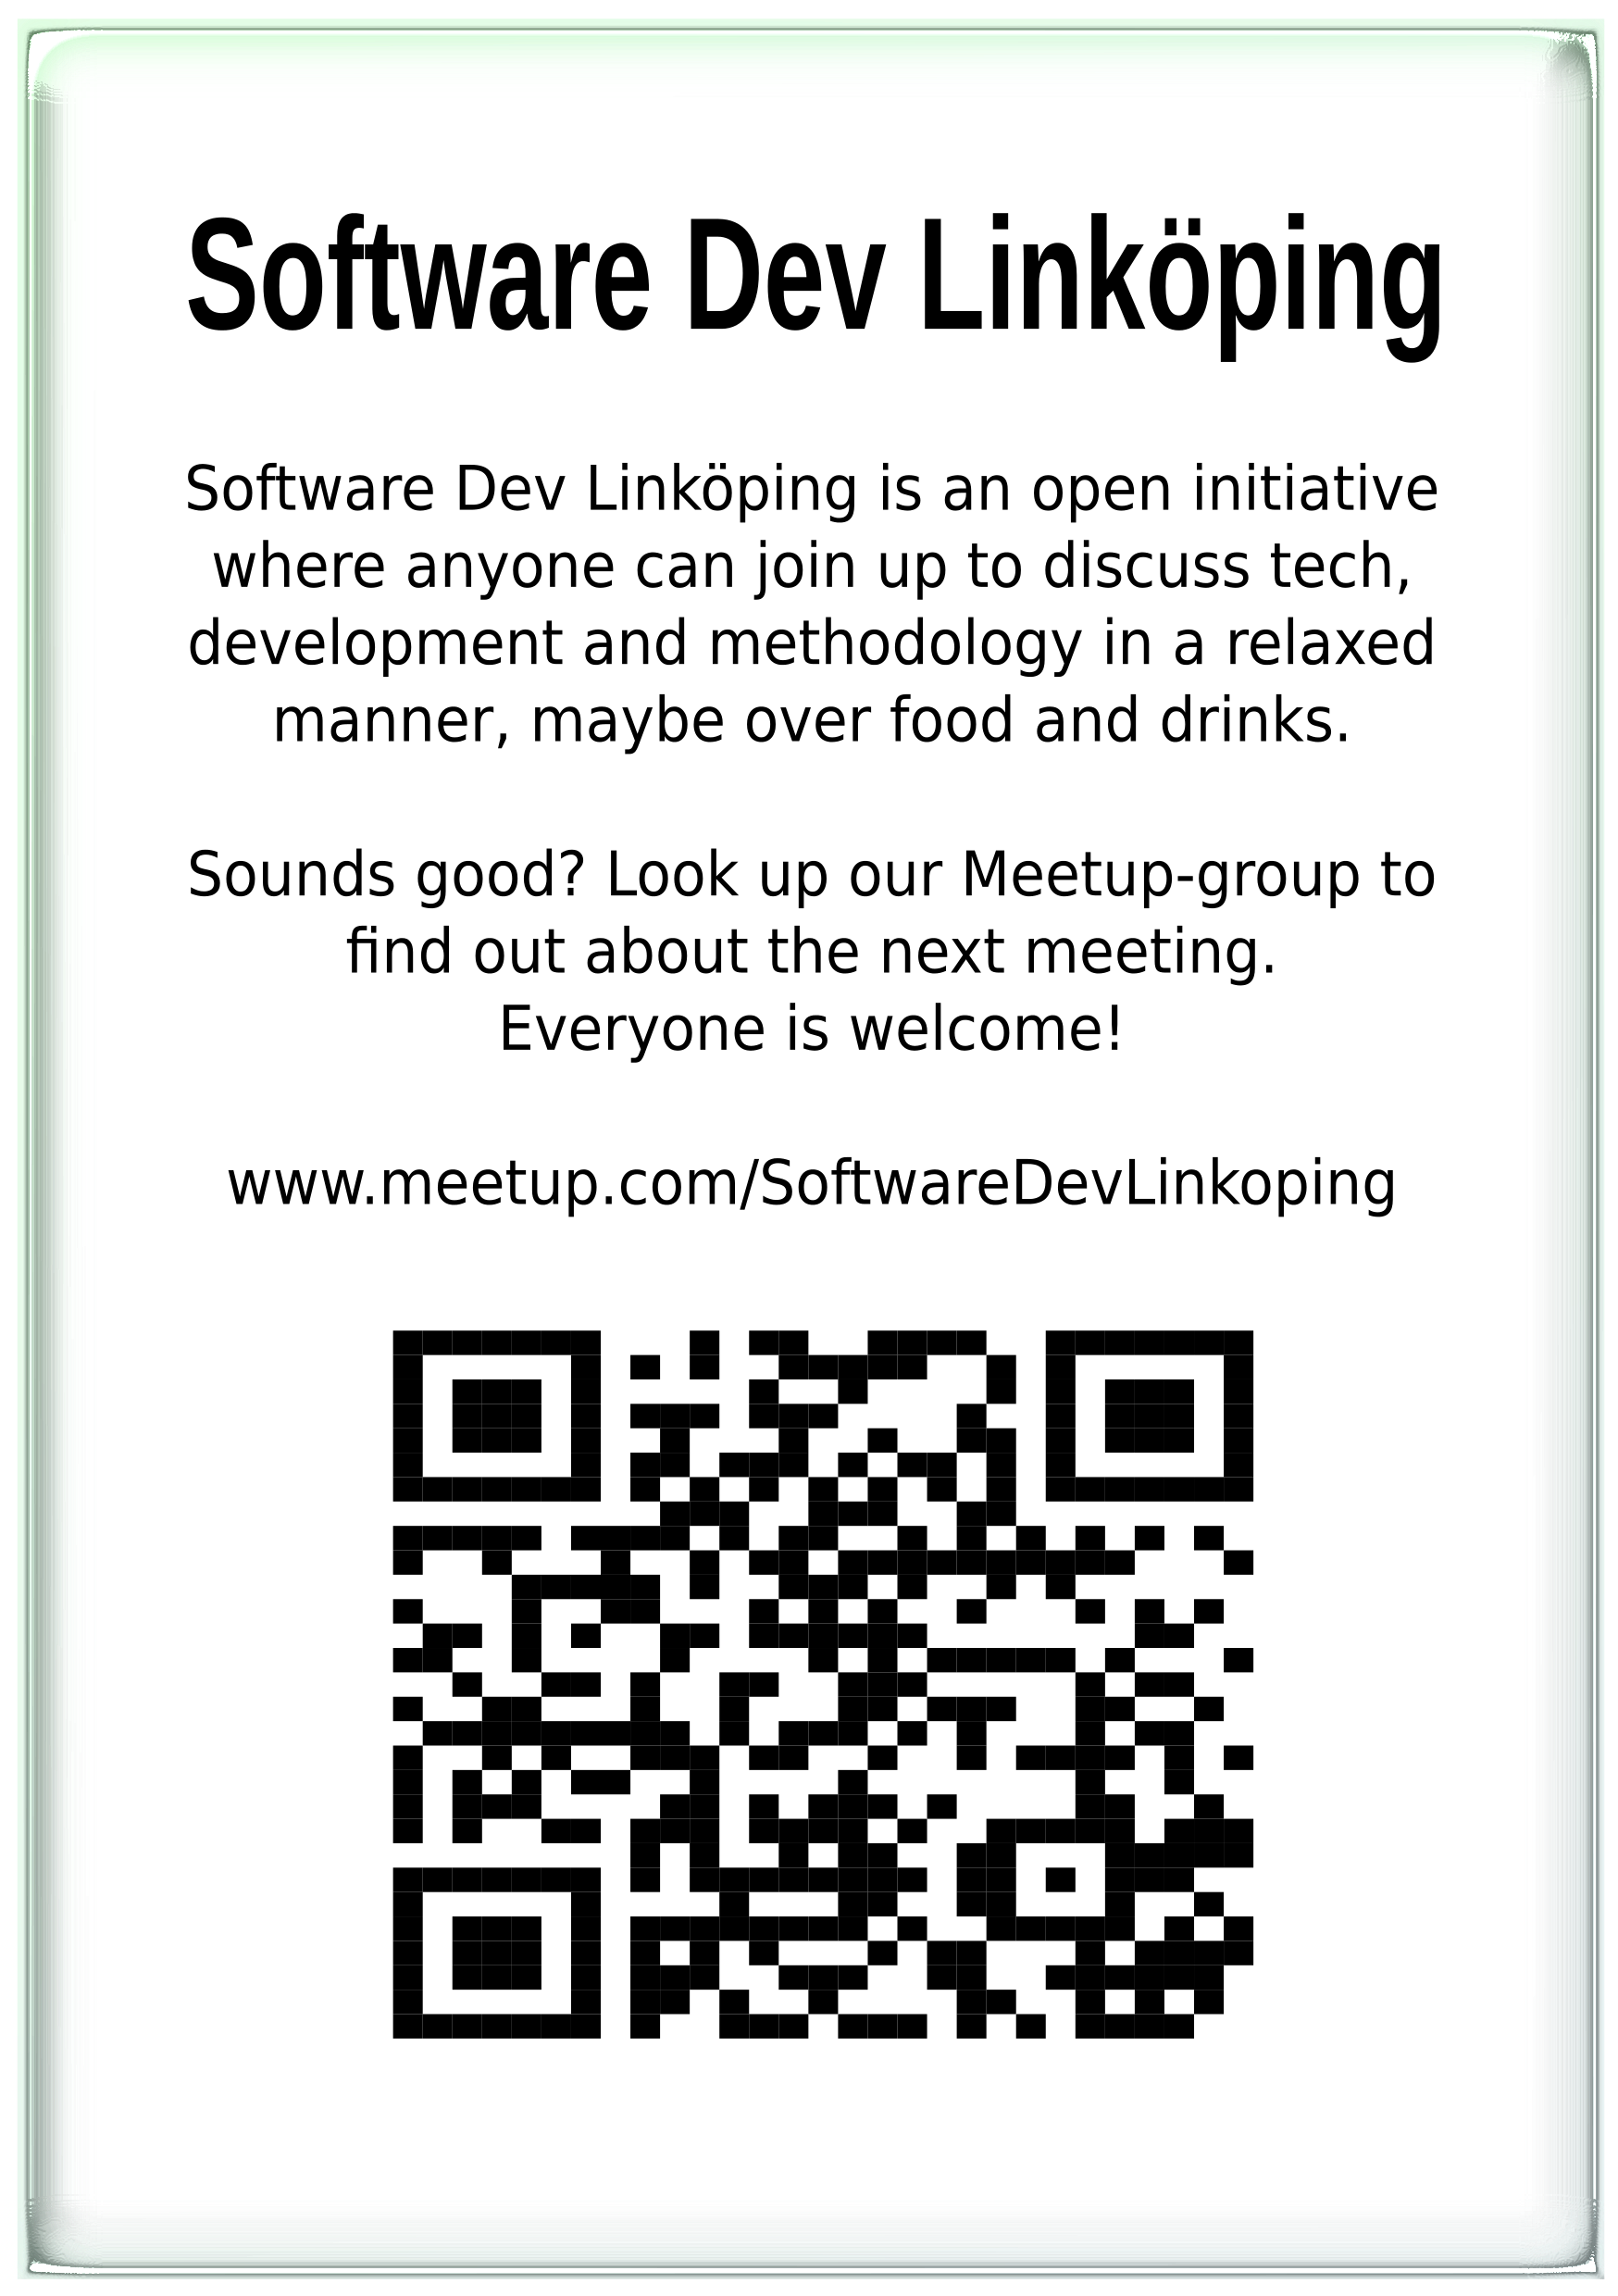 Software Dev Linköping
Software Dev Linköping is an open initiative
where anyone can join up to discuss tech,
development and methodology in a relaxed
manner, maybe over food and drinks.
Sounds good? Look up our Meetup-group to
find out about the next meeting.
Everyone is welcome!
www.meetup.com/SoftwareDevLinkoping